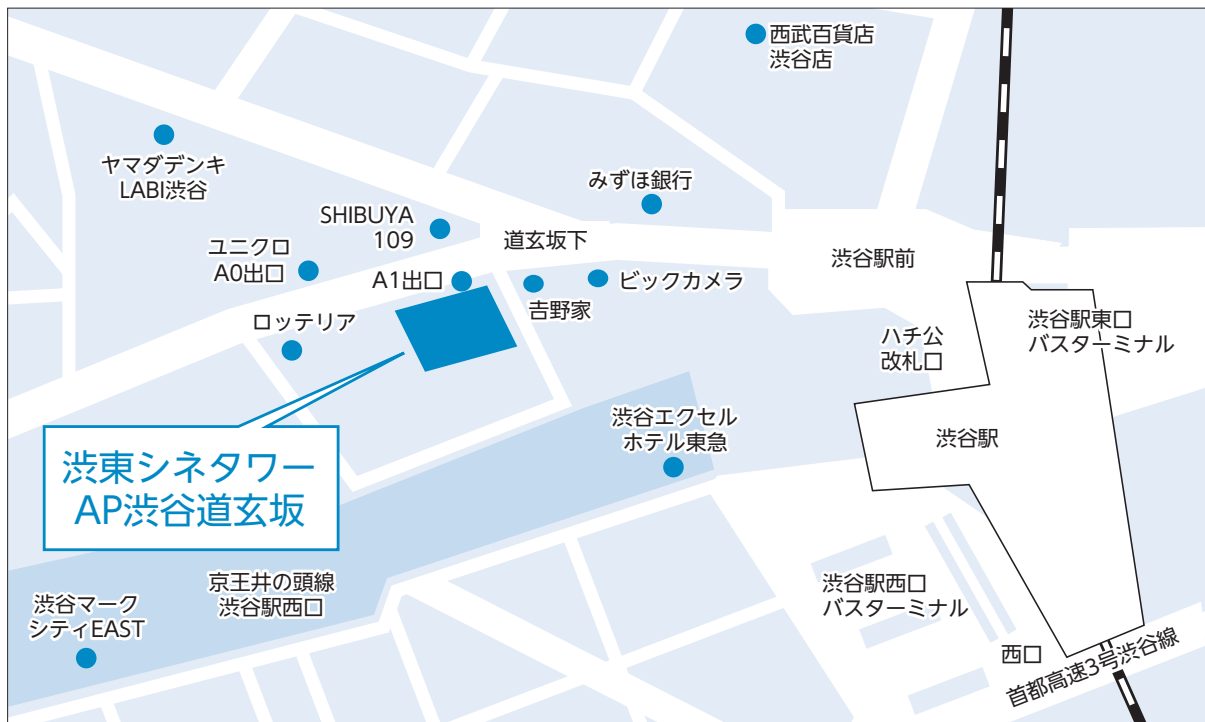 西武百貨店
渋谷店
ヤマダデンキ
LABI渋谷
みずほ銀行
SHIBUYA
109
道玄坂下
ユニクロ
A0出口
A1出口
吉野家
ビックカメラ
渋谷駅前
ロッテリア
ハチ公
改札口
渋谷駅東口
バスターミナル
渋谷エクセル
ホテル東急
渋谷駅
渋東シネタワー
AP渋谷道玄坂
京王井の頭線
渋谷駅西口
渋谷マーク
シティEAST
渋谷駅西口
バスターミナル
西口
首都高速3号渋谷線